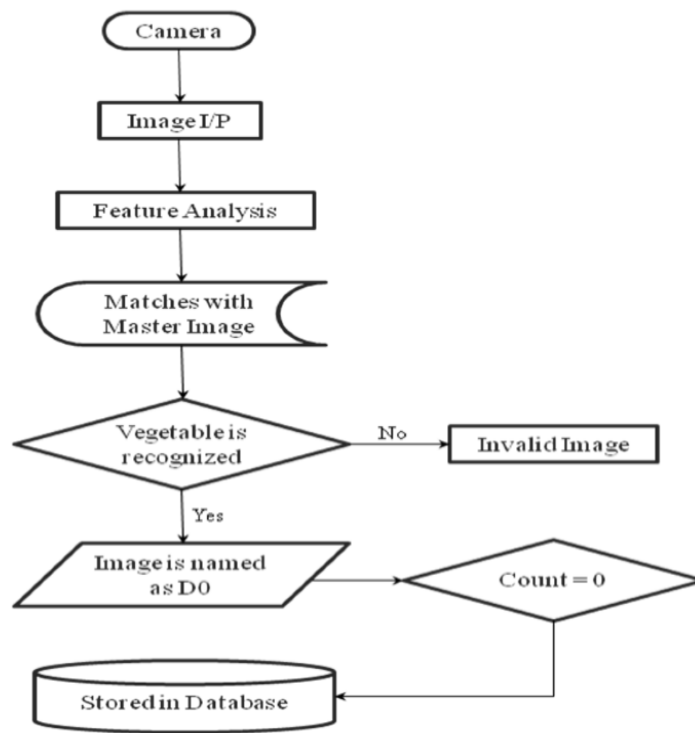 Camera
Image I/P
Feature Analysis
Matches with
Master Image
Vegetable is
recognized
No
Invalid Image
Yes
Image is named
as D0
Count = 0
Stored in Database